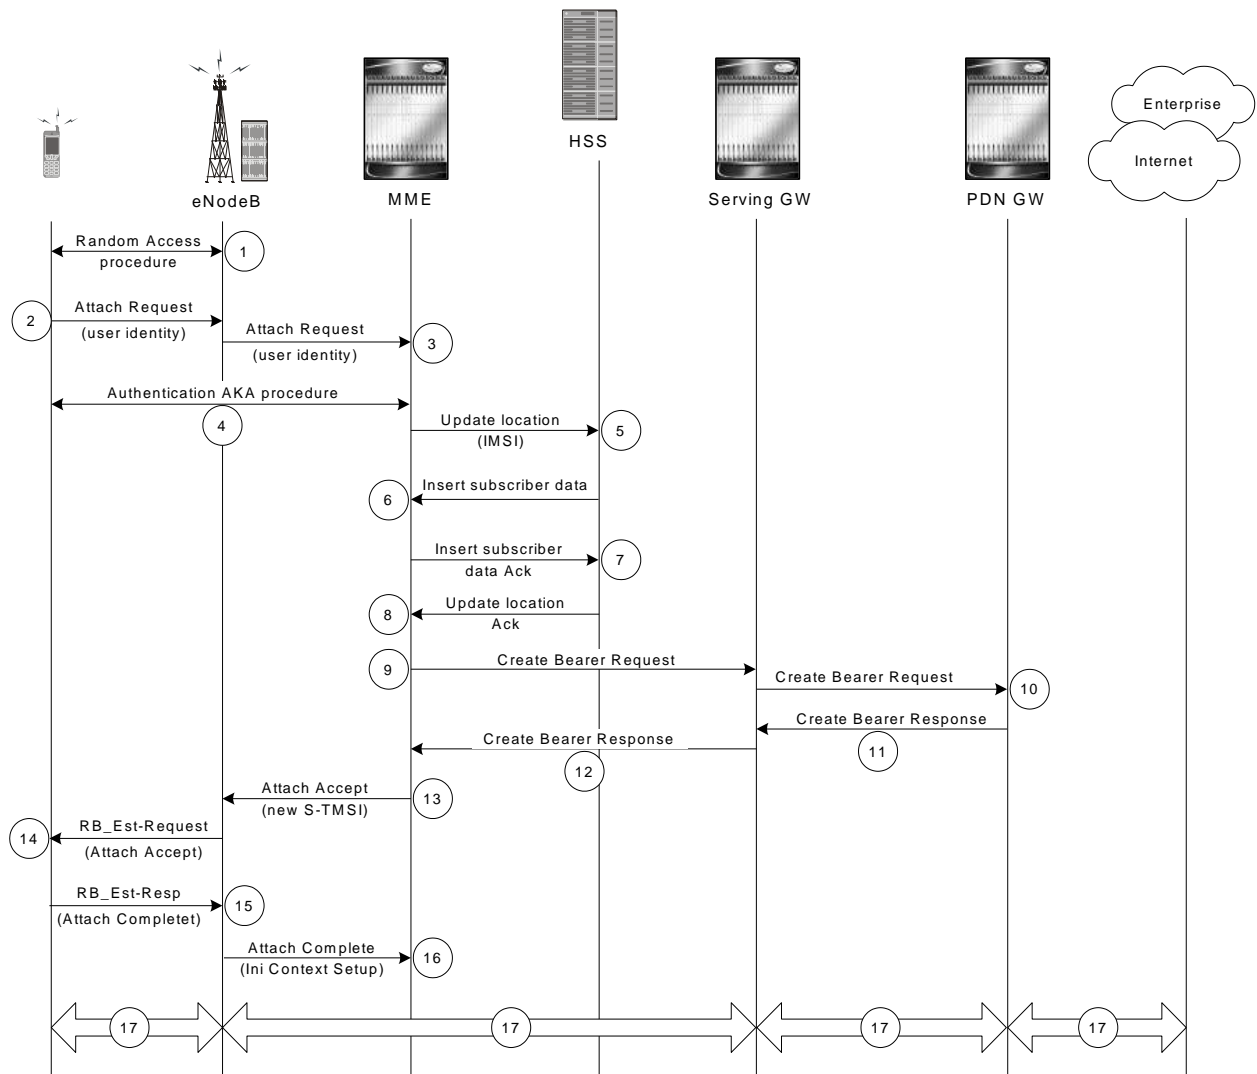 Enterprise
Internet
HSS
eNodeB
MME
Serving GW
PDN GW
Random Access
procedure
1
2
Attach Request
(user identity)
Attach Request
(user identity)
3
Authentication AKA procedure
4
Update location
(IMSI)
5
6
Insert subscriber data
Insert subscriber
data Ack
7
8
Update location
Ack
9
Create Bearer Request
Create Bearer Request
10
Create Bearer Response
11
Create Bearer Response
12
Attach Accept
(new S-TMSI)
13
14
RB_Est-Request
(Attach Accept)
RB_Est-Resp
(Attach Completet)
15
Attach Complete
(Ini Context Setup)
16
17
17
17
17